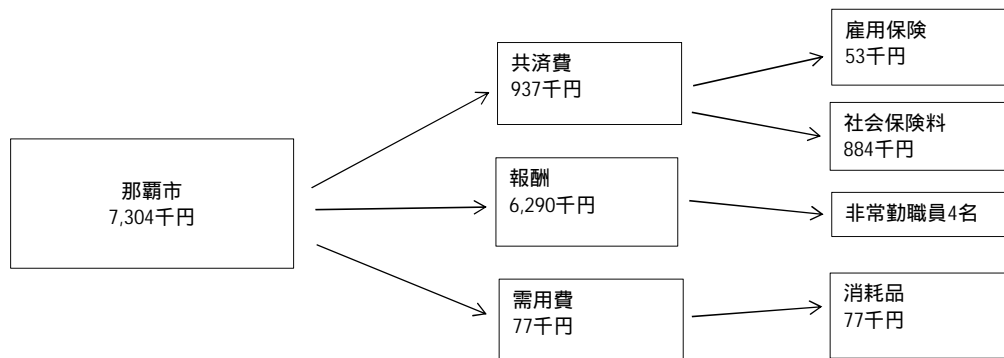 那覇市
7,304千円
共済費
937千円
雇用保険
53千円
社会保険料
884千円
報酬
6,290千円
非常勤職員4名
需用費
77千円
消耗品
77千円